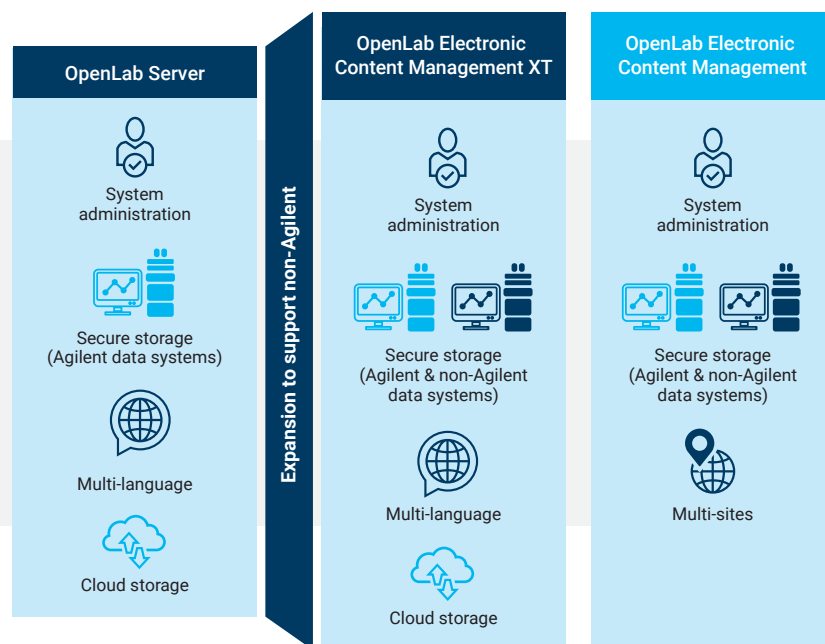 OpenLab Server
System
administration
Secure storage
(Agilent data systems)
Multi-language
Cloud storage
Expansion to support non-Agilent
OpenLab Electronic
Content Management XT
System
administration
Secure storage
(Agilent & non-Agilent
data systems)
Multi-language
Cloud storage
OpenLab Electronic
Content Management
System
administration
Secure storage
(Agilent & non-Agilent
data systems)
Multi-sites